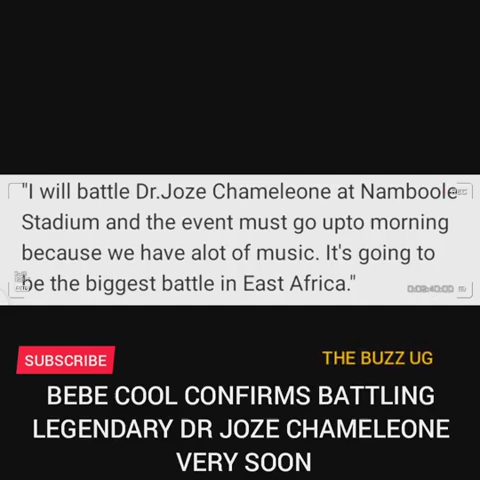 "I will battle Dr.Joze Chameleone at Namboole
Stadium and the event must go upto morning
because we have alot of music. It's going to
be the biggest battle in East Africa."
SUBSCRIBE
THE BUZZ UG
BEBE COOL CONFIRMS BATTLING
LEGENDARY DR JOZE CHAMELEONE
VERY SOON